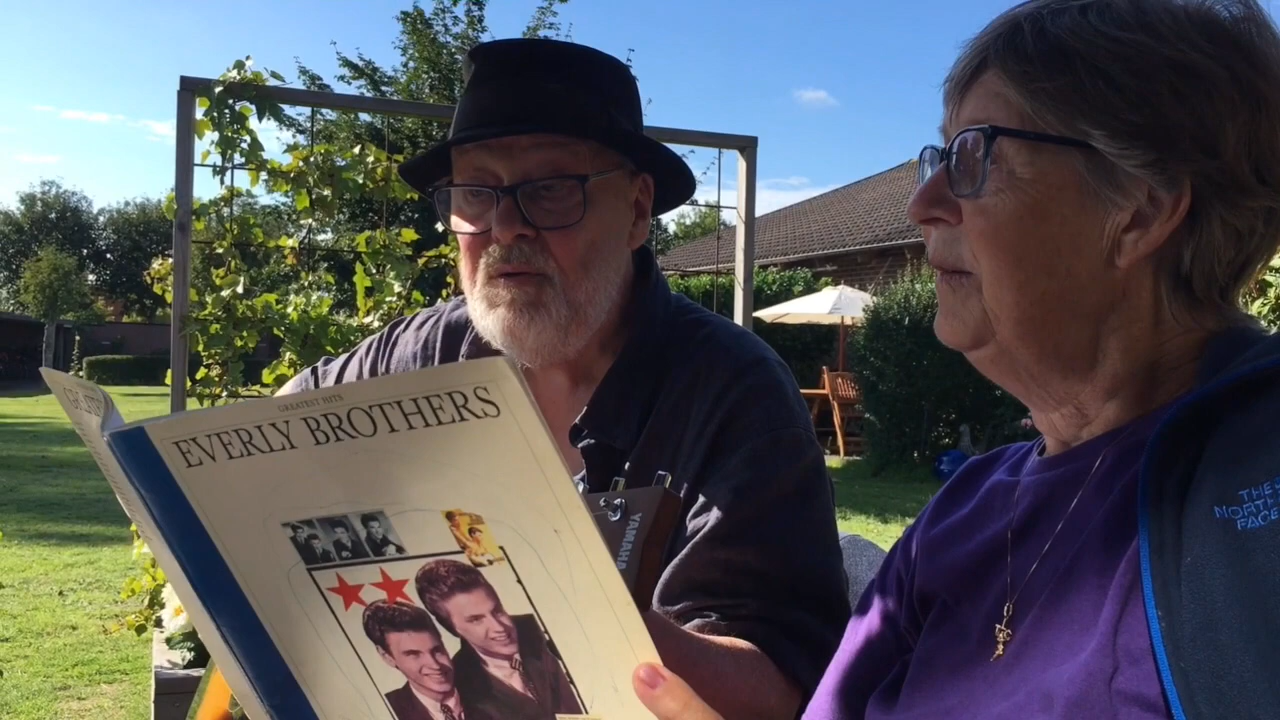 GREATEST HITS
EVERLY BROTHERS
YAMAHA
THE
NORTH
FACE